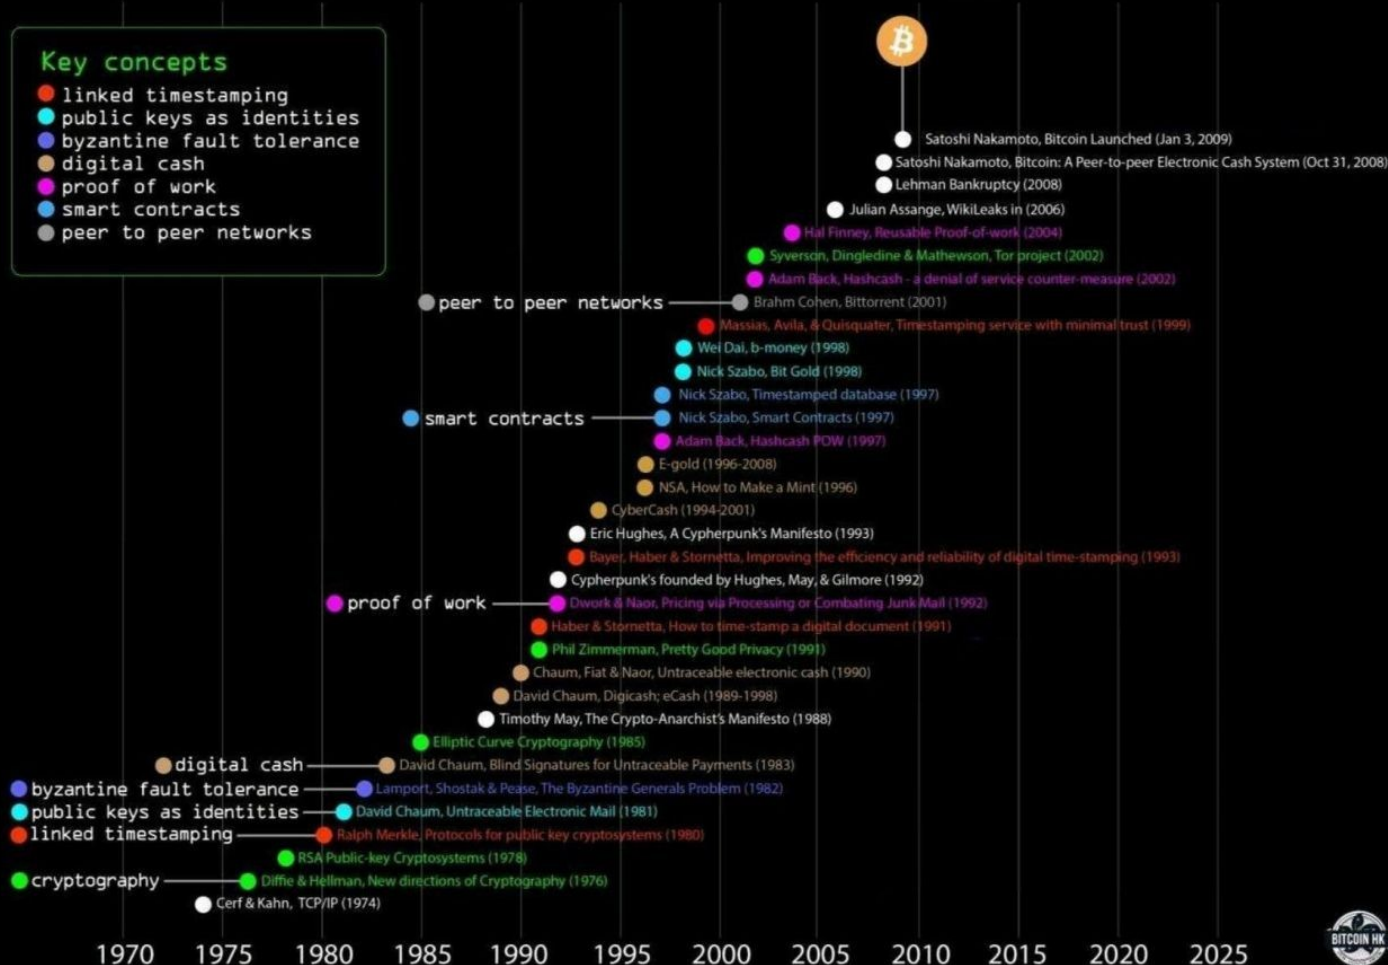 Key concepts
linked timestamping
public keys as identities
byzantine fault tolerance
digital cash
proof of work
smart contracts
peer to peer networks
Satoshi Nakamoto, Bitcoin Launched (Jan 3, 2009)
Satoshi Nakamoto, Bitcoin: A Peer-to-peer Electronic Cash System (Oct 31, 2008)
Lehman Bankruptcy (2008)
Julian Assange, WikiLeaks in (2006)
Hal Finney, Reusable Proof-of-work (2004)
Syverson, Dingledine & Mathewson, Tor project (2002)
Adam Back, Hashcash - a denial of service counter-measure (2002)
peer to peer networks Brahm Cohen, Bittorrent (2001)
Massias, Avila, & Quisquater, Timestamping service with minimal trust (1999)
Wei Dai, b-money (1998)
Nick Szabo, Bit Gold (1998)
Nick Szabo, Timestamped database (1997)
smart contracts Nick Szabo, Smart Contracts (1997)
Adam Back, Hashcash POW (1997)
E-gold (1996-2008)
NSA, How to Make a Mint (1996)
CyberCash (1994-2001)
Eric Hughes, A Cypherpunk's Manifesto (1993)
Bayer, Haber & Stornetta, Improving the efficiency and reliability of digital time-stamping (1993)
Cypherpunk's founded by Hughes, May, & Gilmore (1992)
proof of work Dwork & Naor, Pricing via Processing or Combating Junk Mail (1992)
Haber & Stornetta, How to time-stamp a digital document (1991)
Phil Zimmerman, Pretty Good Privacy (1991)
Chaum, Fiat & Naor, Untraceable electronic cash (1990)
David Chaum, Digicash; eCash (1989-1998)
Timothy May, The Crypto-Anarchist's Manifesto (1988)
Elliptic Curve Cryptography (1985)
digital cash David Chaum, Blind Signatures for Untraceable Payments (1983)
byzantine fault tolerance Lamport, Shostak & Pease, The Byzantine Generals Problem (1982)
public keys as identities David Chaum, Untraceable Electronic Mail (1981)
linked timestamping Ralph Merkle, Protocols for public key cryptosystems (1980)
RSA Public-key Cryptosystems (1978)
cryptography Diffie & Hellman, New directions of Cryptography (1976)
Cerf & Kahn, TCP/IP (1974)
1970 1975 1980 1985 1990 1995 2000 2005 2010 2015 2020 2025
BITCOIN HK